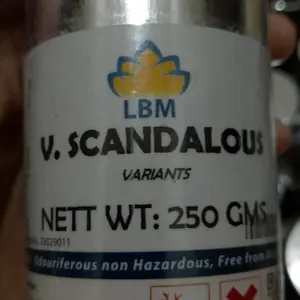 LBM
V. SCANDALOUS
VARIANTS
NETT WT: 250 GMS
Odouriferous non Hazardous, Free from